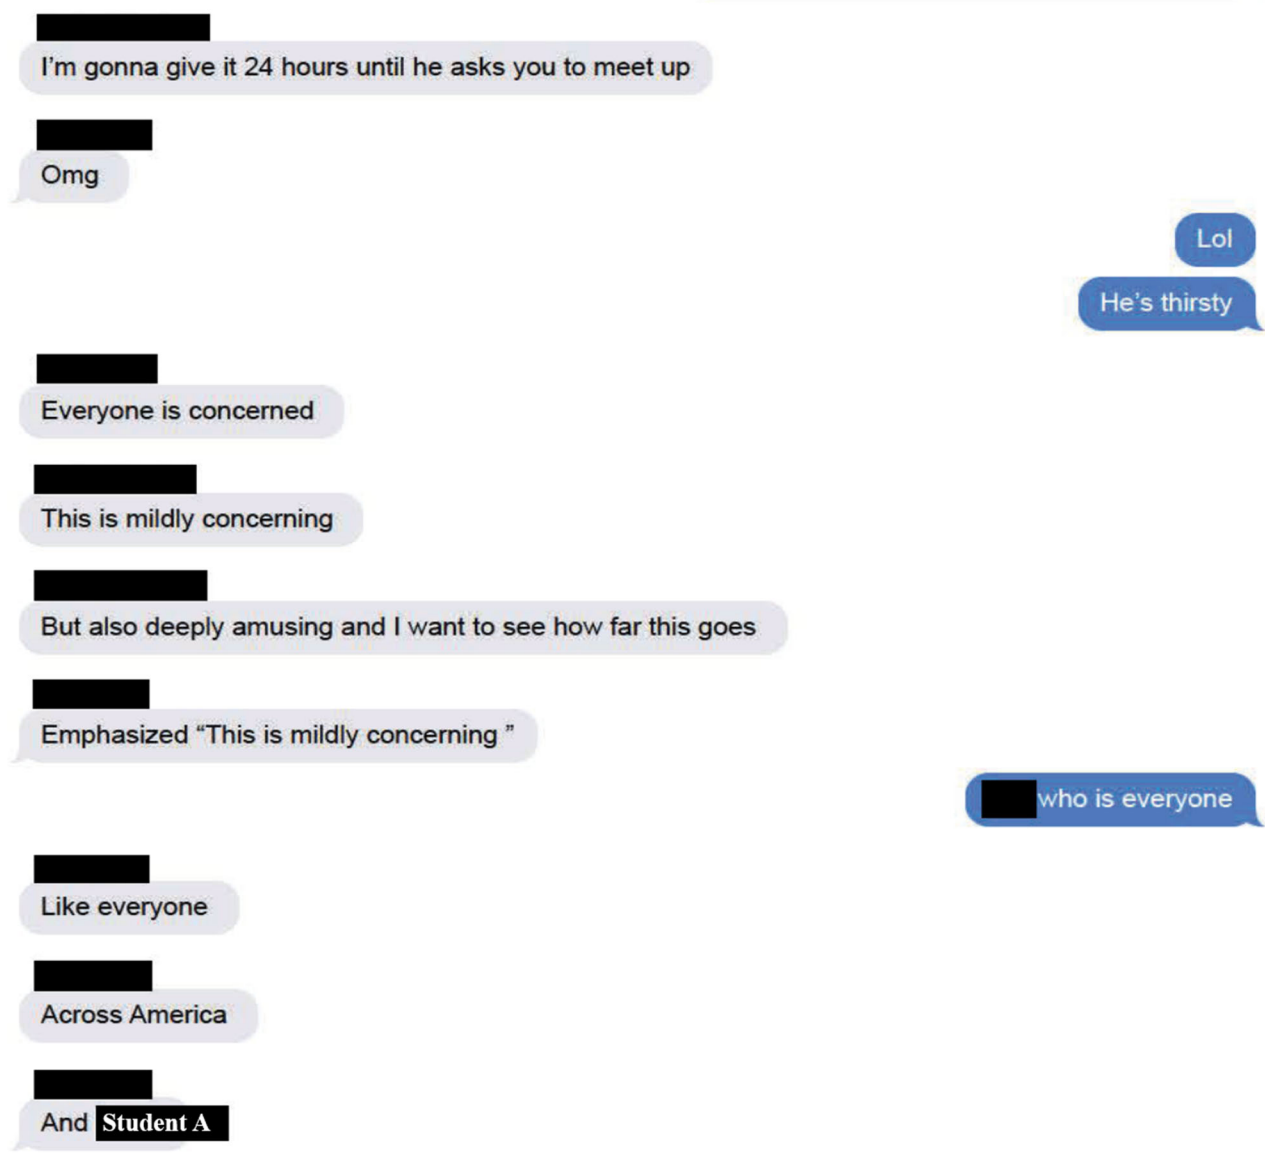 I'm gonna give it 24 hours until he asks you to meet up
Omg
Lol
He's thirsty
Everyone is concerned
This is mildly concerning
But also deeply amusing and I want to see how far this goes
Emphasized “This is mildly concerning ”
who is everyone
Like everyone
Across America
And Student A